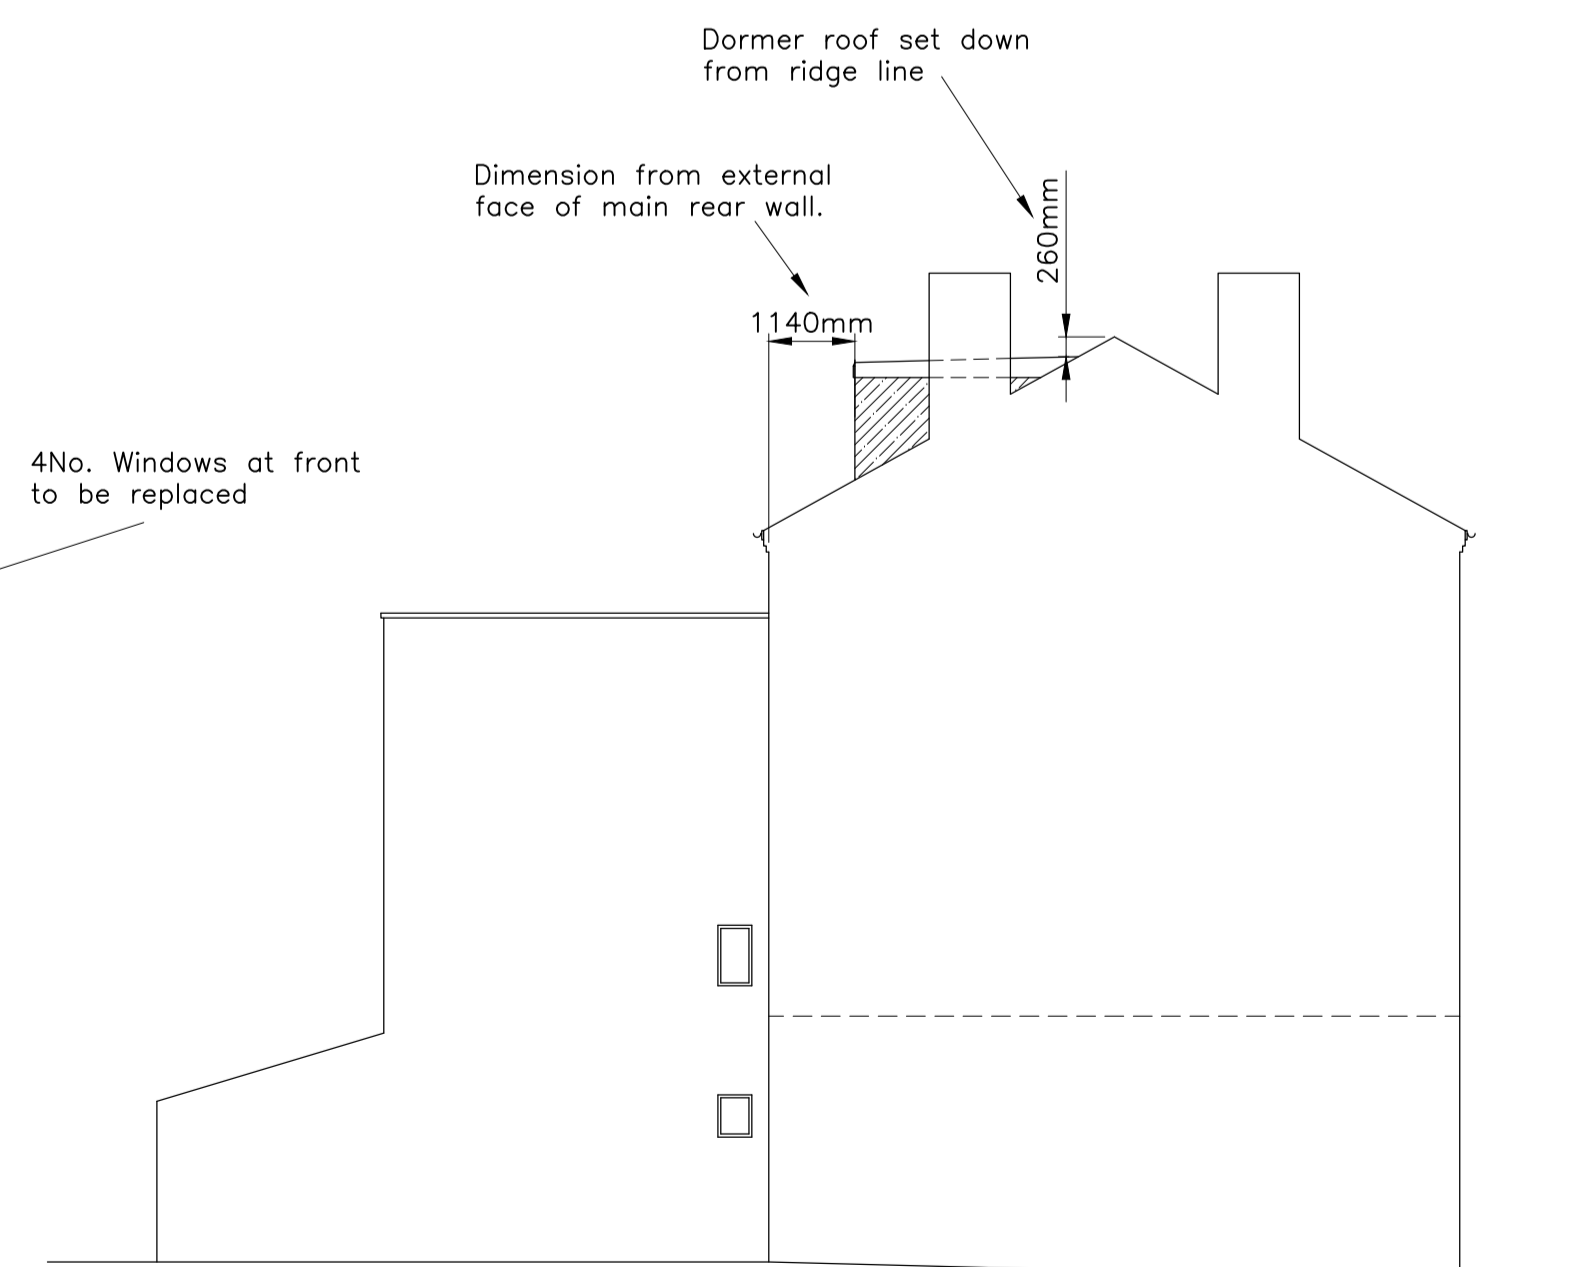 Dormer roof set down
from ridge line
Dimension from external
face of main rear wall.
260mm
1140mm
4No. Windows at front
to be replaced